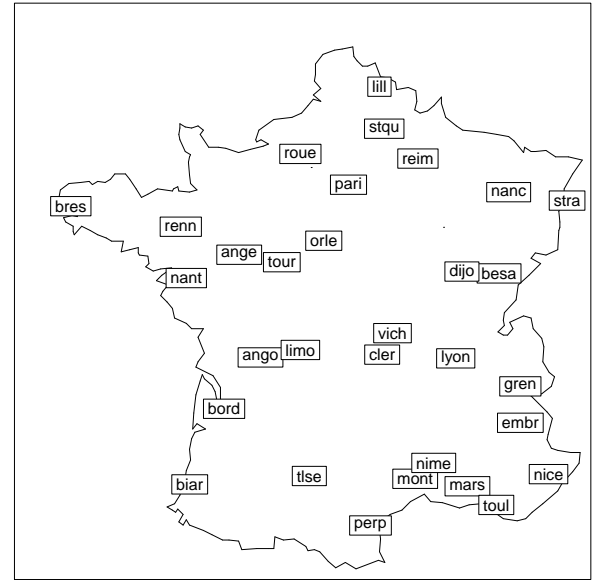 lill
stqu
roue
reim
pari
nanc
stra
bres
renn
orle
ange
tour
nant
dijo
besa
vich
ango
limo
cler
lyon
gren
bord
embr
nime
nice
tlse
mont
mars
biar
toul
perp